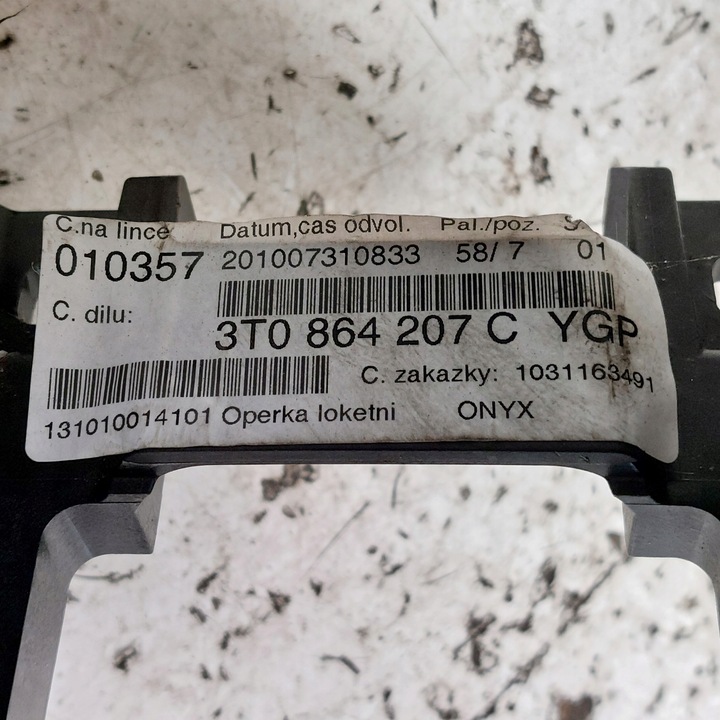 C.na lince Datum,cas odvol. Pal./poz.
010357 201007310833 58/ 7 01
C. dilu: 3T0 864 207 C YGP
C. zakazky: 1031163491
131010014101 Operka loketni ONYX